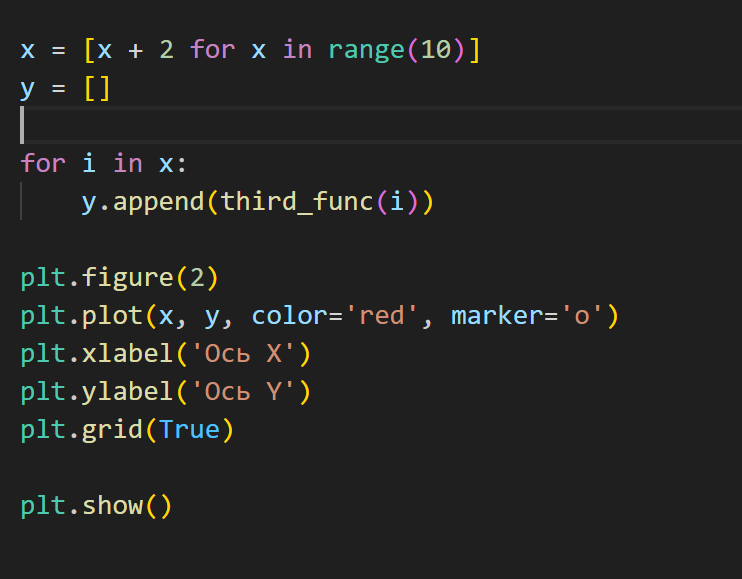 x = [x + 2 for x in range(10)]
y = []
for i in x:
    y.append(third_func(i))
plt.figure(2)
plt.plot(x, y, color='red', marker='o')
plt.xlabel('Ось X')
plt.ylabel('Ось Y')
plt.grid(True)
plt.show()